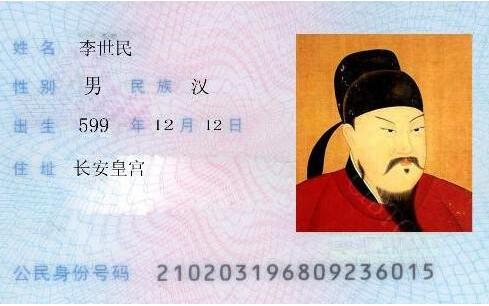 姓名 李世民
性别 男 民族 汉
出生 599 年 12 月 12 日
住址 长安皇宫
公民身份号码 210203196809236015